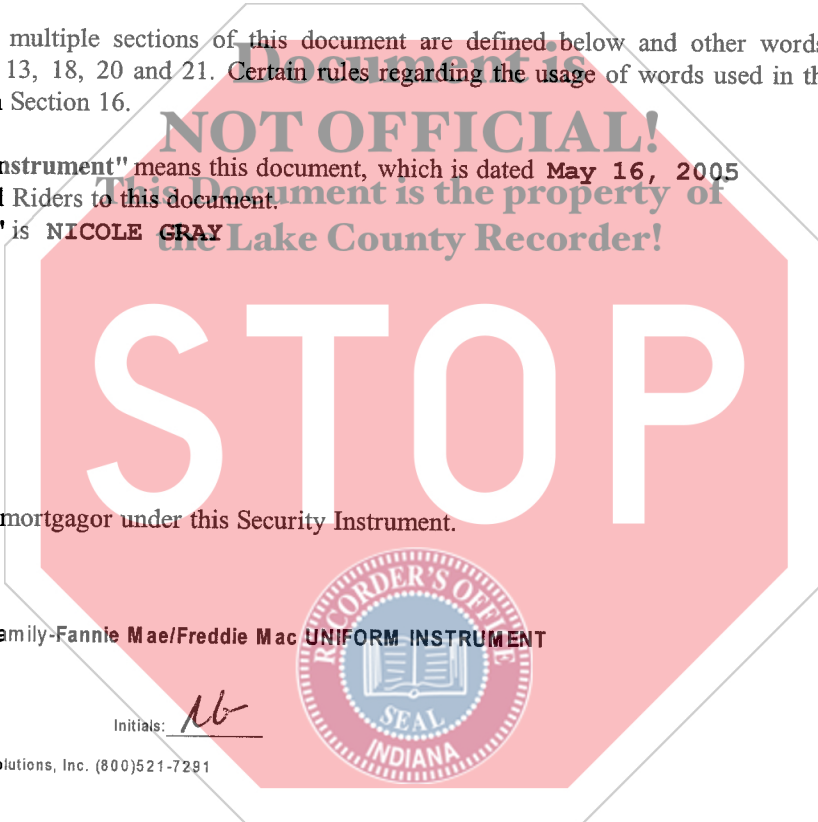 multiple sections of this document are defined below and other words
13, 18, 20 and 21. Certain rules regarding the usage of words used in th
Section 16.
Document is
NOT OFFICIAL!
nstrument" means this document, which is dated May 16, 2005
Riders to this document.
This Document is the property of
" is NICOLE GRAY
the Lake County Recorder!
STOP
mortgagor under this Security Instrument.
amily-Fannie Mae/Freddie Mac UNIFORM INSTRUMENT
RECORDER'S OFFICE
SEAL
INDIANA
Initials: NG
olutions, Inc. (800)521-7291